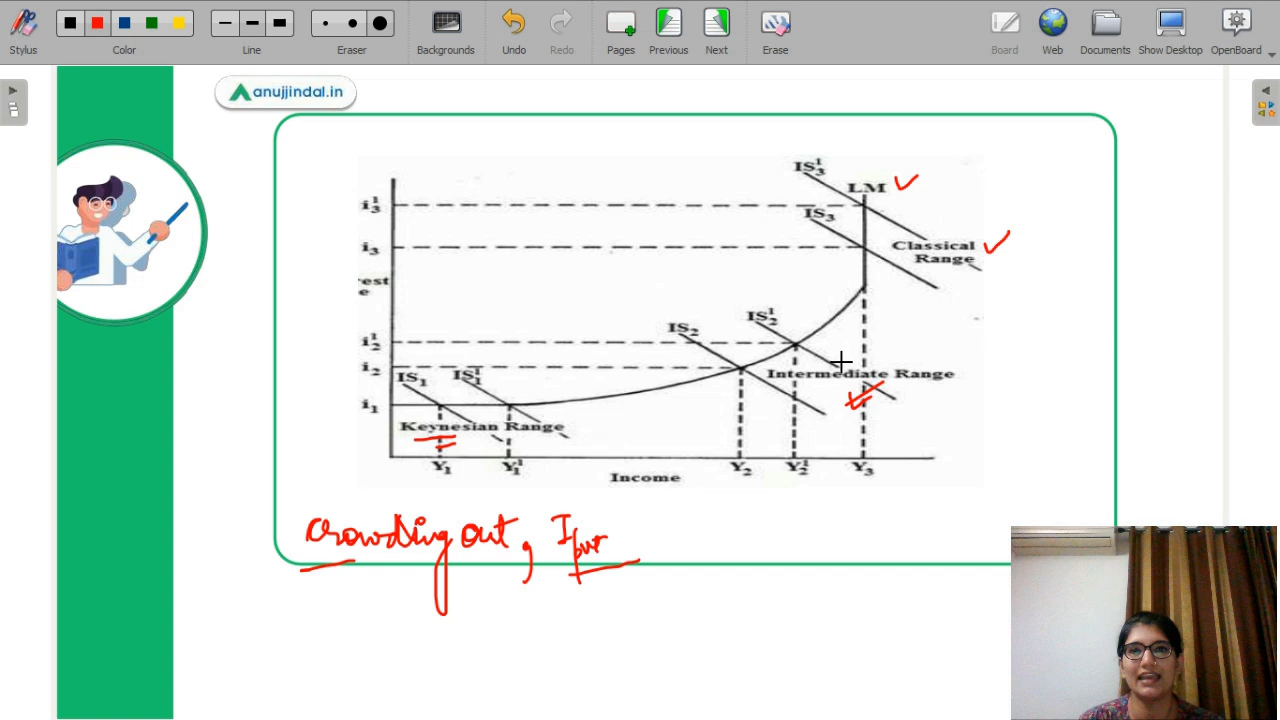 Stylus
Color
Line
Eraser
Backgrounds
Undo
Redo
Pages
Previous
Next
Erase
Board
Web
Documents
Show Desktop
OpenBoard
anujjindal.in
IS₃¹
LM
i₃¹
IS₃
i₃
Classical
Range
rest
e
IS₂¹
IS₂
i₂¹
i₂
Intermediate Range
IS₁
IS₁¹
i₁
Keynesian Range
Y₁
Y₁¹
Y₂
Y₂¹
Y₃
Income
Crowding out, I